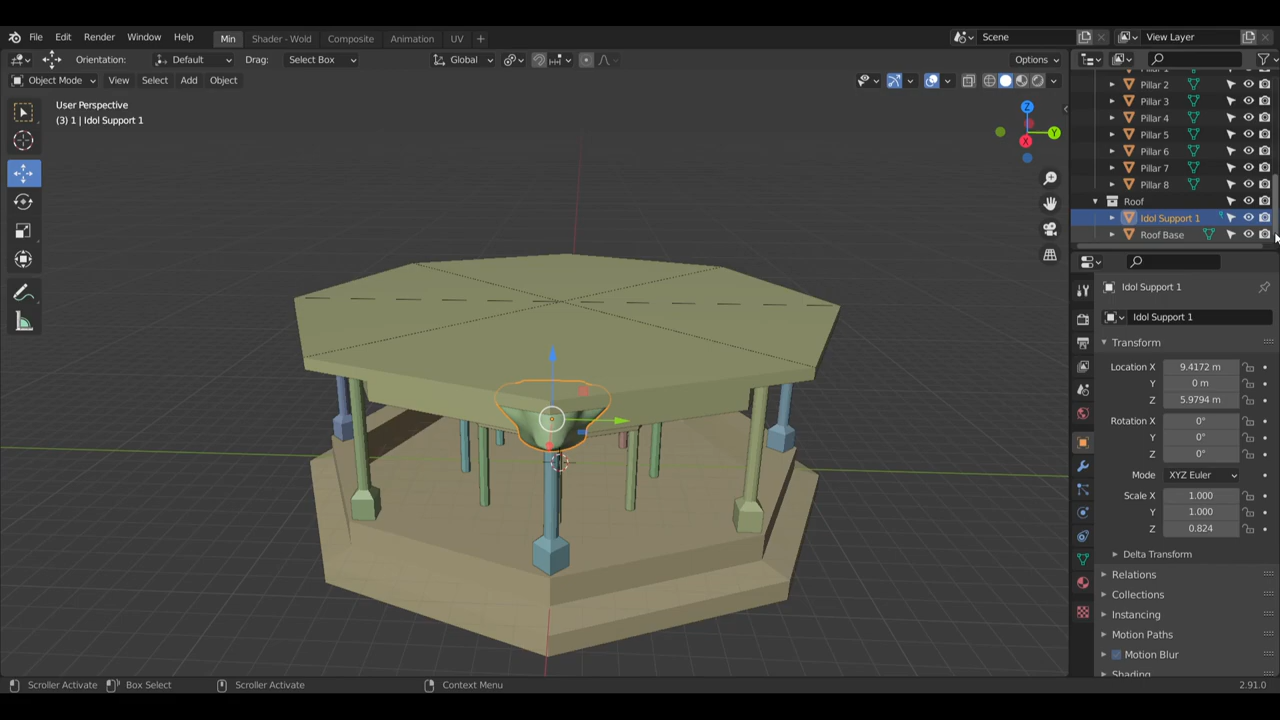 File Edit Render Window Help Min Shader - Wold Composite Animation UV Scene View Layer
Orientation: Default Drag: Select Box Global Options
Object Mode View Select Add Object
User Perspective
(3) 1 | Idol Support 1
Z
Y
X
Pillar 2
Pillar 3
Pillar 4
Pillar 5
Pillar 6
Pillar 7
Pillar 8
Roof
Idol Support 1
Roof Base
Idol Support 1
Idol Support 1
Transform
Location X 9.4172 m
Y 0 m
Z 5.9794 m
Rotation X 0°
Y 0°
Z 0°
Mode XYZ Euler
Scale X 1.000
Y 1.000
Z 0.824
Delta Transform
Relations
Collections
Instancing
Motion Paths
Motion Blur
Shading
Scroller Activate Box Select Scroller Activate Context Menu 2.91.0